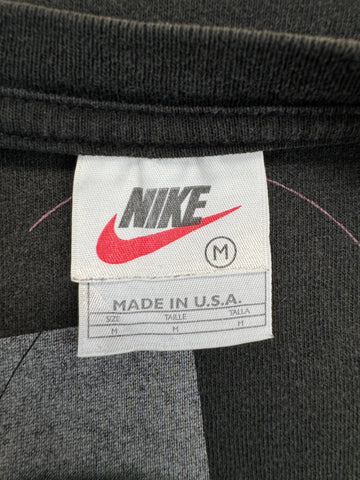 NIKE
M
MADE IN U.S.A.
SIZE TAILLE TALLA
M M M